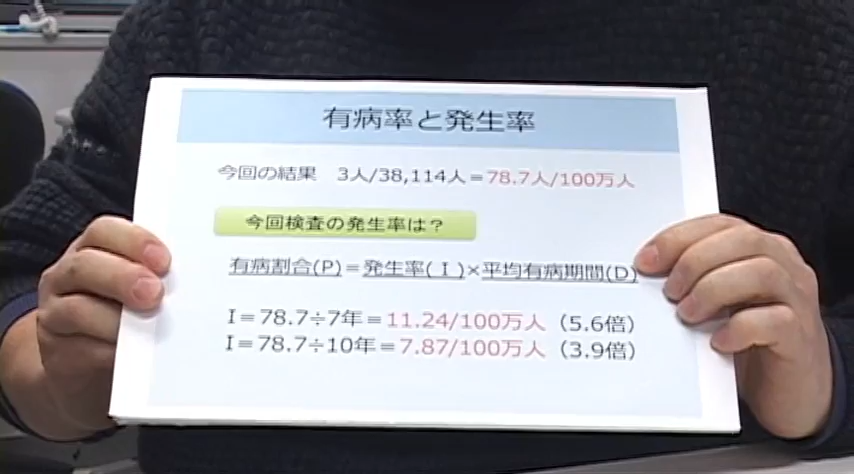 有病率と発生率
今回の結果 3人/38,114人=78.7人/100万人
今回検査の発生率は?
有病割合(P)=発生率(I)×平均有病期間(D)
I=78.7÷7年=11.24/100万人(5.6倍)
I=78.7÷10年=7.87/100万人(3.9倍)